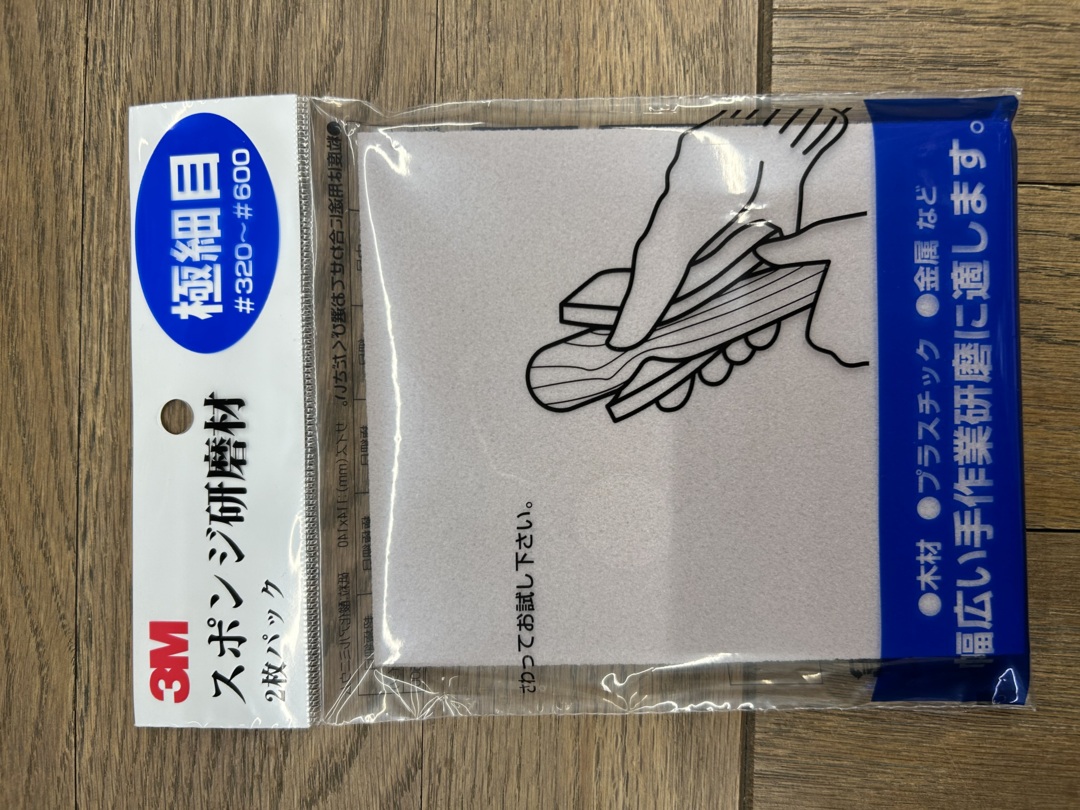 3M
スポンジ研磨材
2枚パック
極細目
#320～#600
さわってお試し下さい。
●木材 ●プラスチック ●金属 など
幅広い手作業研磨に適します。